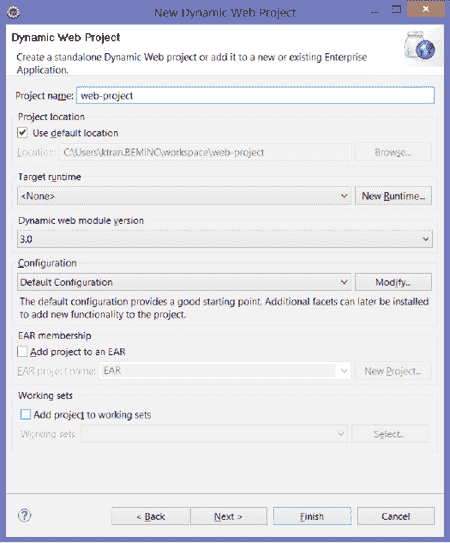 New Dynamic Web Project
Dynamic Web Project
Create a standalone Dynamic Web project or add it to a new or existing Enterprise
Application.
Project name: web-project
Project location
Use default location
Location: C:\Users\ktran.BEMINC\workspace\web-project Browse...
Target runtime
<None> New Runtime...
Dynamic web module version
3.0
Configuration
Default Configuration Modify...
The default configuration provides a good starting point. Additional facets can later be installed
to add new functionality to the project.
EAR membership
Add project to an EAR
EAR project name: EAR New Project...
Working sets
Add project to working sets
Working sets: Select...
? < Back Next > Finish Cancel